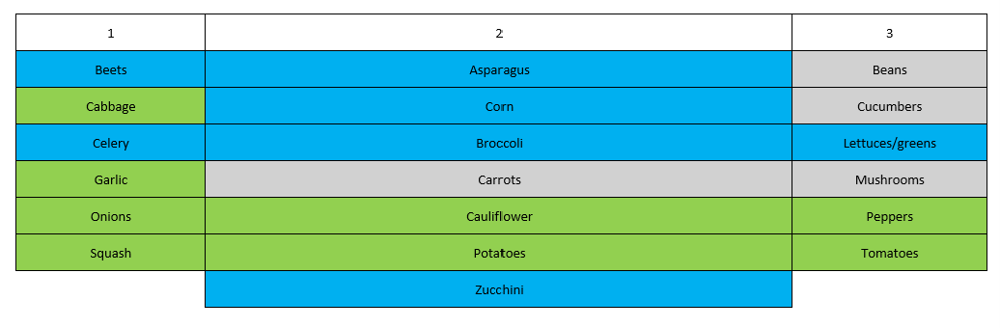 1 2 3
Beets Asparagus Beans
Cabbage Corn Cucumbers
Celery Broccoli Lettuces/greens
Garlic Carrots Mushrooms
Onions Cauliflower Peppers
Squash Potatoes Tomatoes
Zucchini